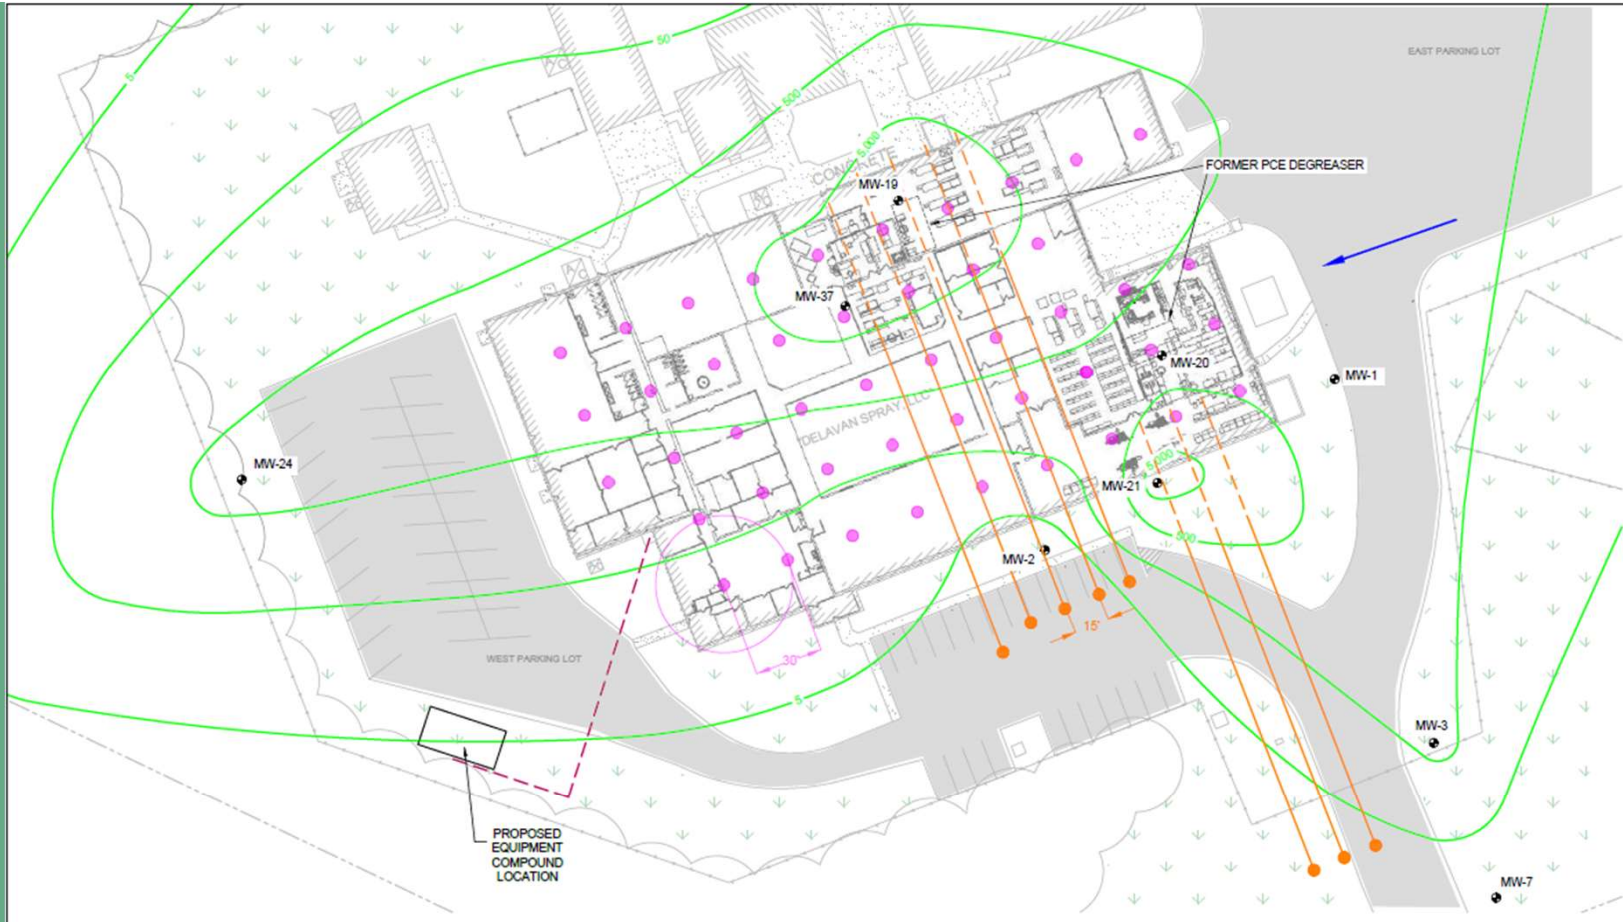 50
EAST PARKING LOT
5
500
5,000
CONCRETE
FORMER PCE DEGREASER
MW-19
MW-37
MW-20
MW-1
DELAVAN SPRAY, LLC
MW-24
5,000
MW-21
500
MW-2
15'
WEST PARKING LOT
30'
5
MW-3
PROPOSED
EQUIPMENT
COMPOUND
LOCATION
MW-7